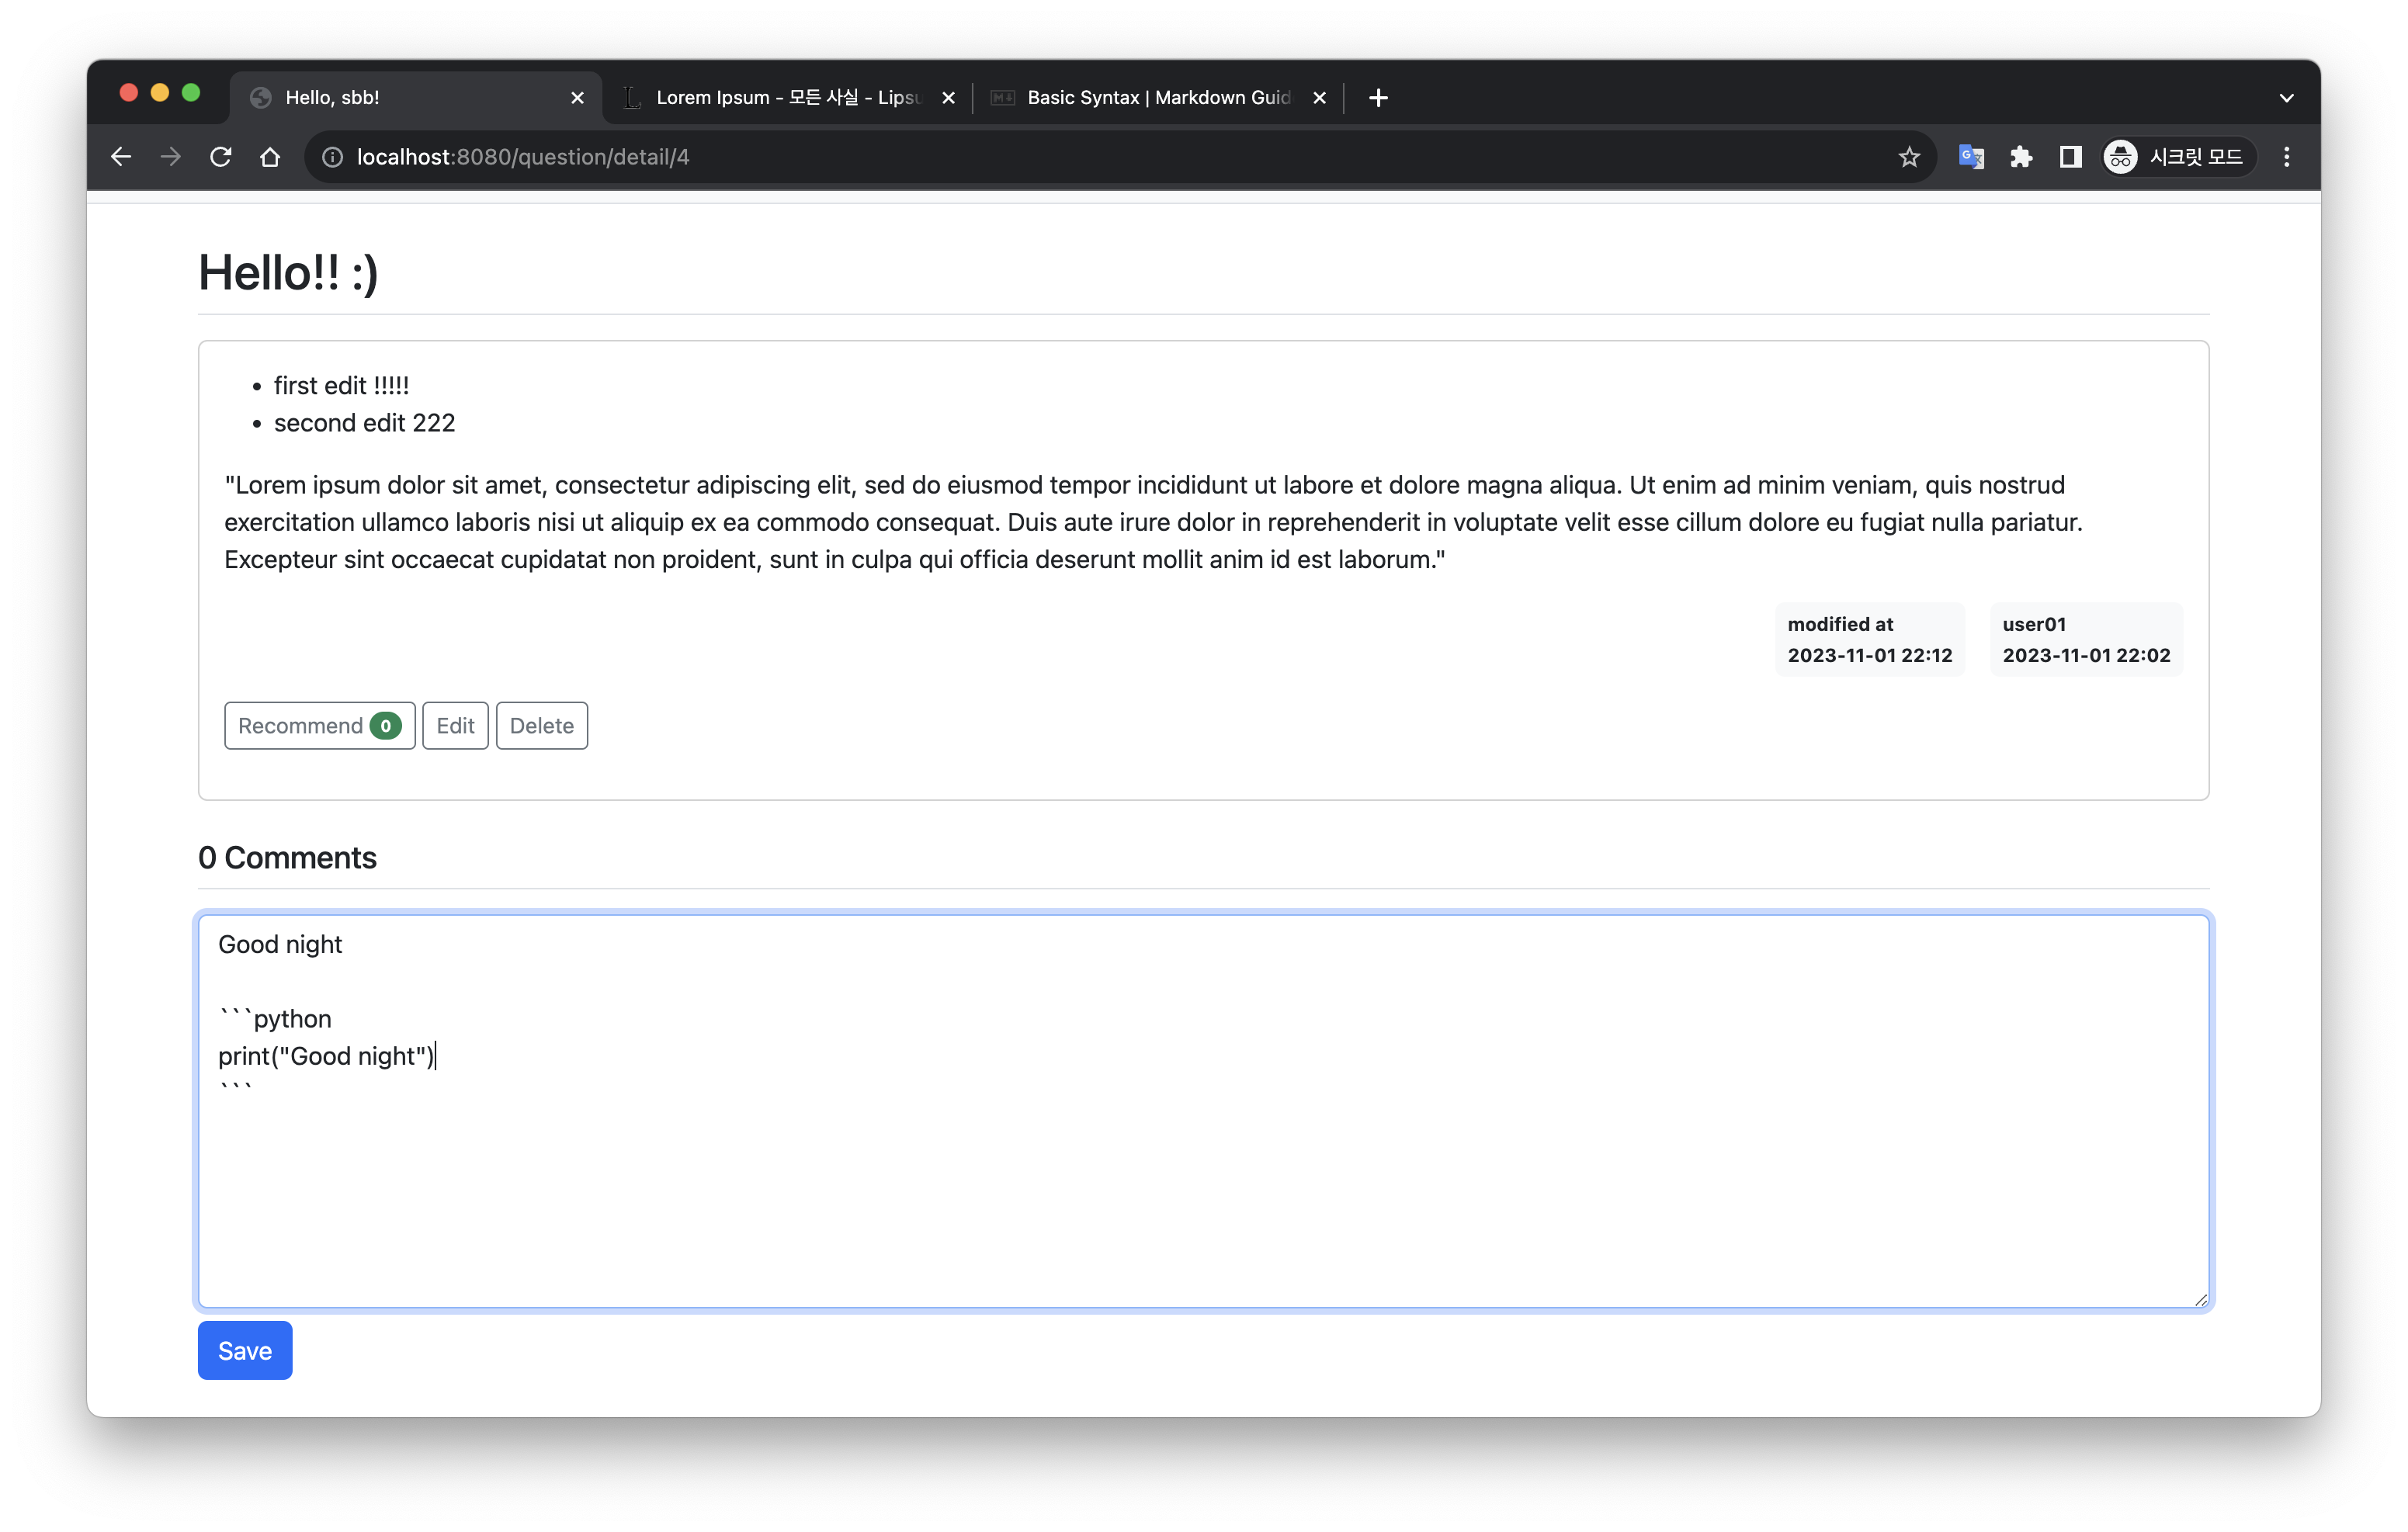 Hello, sbb!
Lorem Ipsum - 모든 사실 - Lipsu
Basic Syntax | Markdown Guid
localhost:8080/question/detail/4
시크릿 모드
Hello!! :)
• first edit !!!!!
• second edit 222
"Lorem ipsum dolor sit amet, consectetur adipiscing elit, sed do eiusmod tempor incididunt ut labore et dolore magna aliqua. Ut enim ad minim veniam, quis nostrud
exercitation ullamco laboris nisi ut aliquip ex ea commodo consequat. Duis aute irure dolor in reprehenderit in voluptate velit esse cillum dolore eu fugiat nulla pariatur.
Excepteur sint occaecat cupidatat non proident, sunt in culpa qui officia deserunt mollit anim id est laborum."
modified at
2023-11-01 22:12
user01
2023-11-01 22:02
Recommend 0
Edit
Delete
0 Comments
Good night
```python
print("Good night")
```
Save